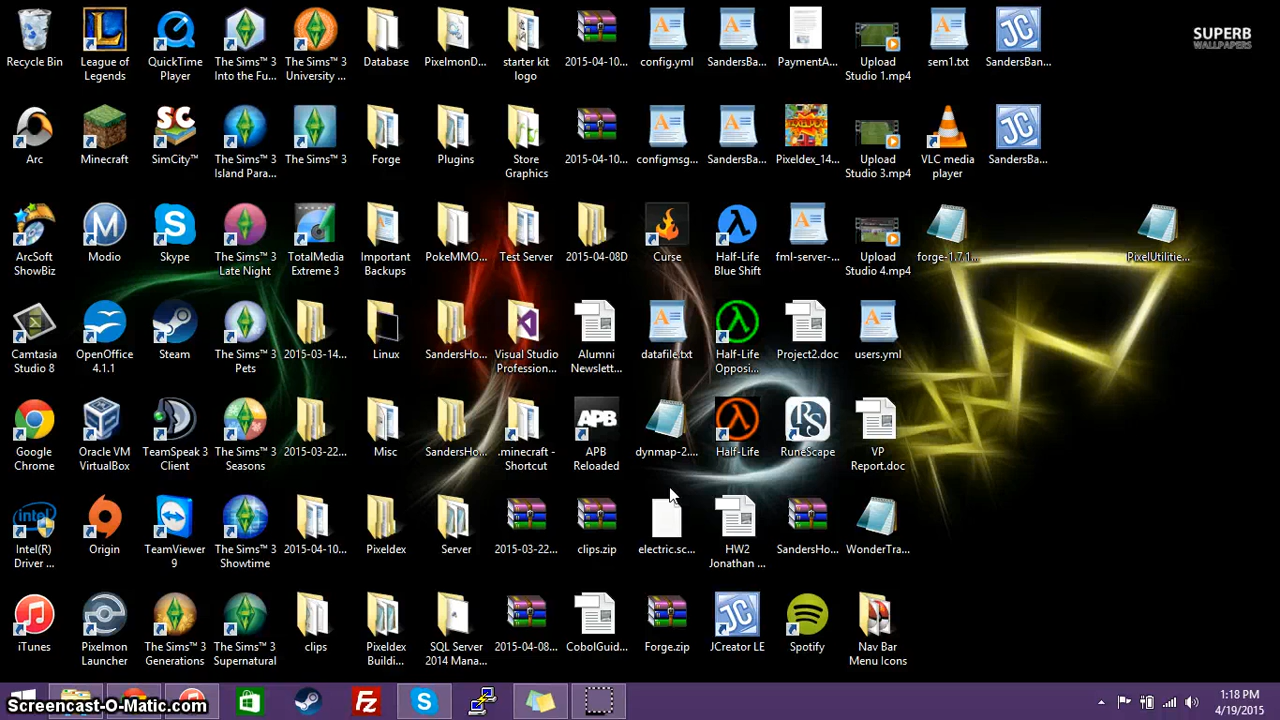 SUPERB
WALLPAPERS
Recycle Bin
League of
Legends
QuickTime
Player
The Sims™ 3
Into the Fu...
The Sims™ 3
University ...
Database
PixelmonD...
starter kit
logo
2015-04-10...
config.yml
SandersBa...
PaymentA...
Upload
Studio 1.mp4
sem1.txt
SandersBan...
Arc
Minecraft
SimCity™
The Sims™ 3
Island Para...
The Sims™ 3
Forge
Plugins
Store
Graphics
2015-04-10...
configmsg...
SandersBa...
Pixeldex_14...
Upload
Studio 3.mp4
VLC media
player
SandersBa...
ArcSoft
ShowBiz
Modio
Skype
The Sims™ 3
Late Night
TotalMedia
Extreme 3
Important
Backups
PokeMMO...
Test Server
2015-04-08D
Curse
Half-Life
Blue Shift
fml-server-...
Upload
Studio 4.mp4
forge-1.7.1...
PixelUtilitie...
Camtasia
Studio 8
OpenOffice
4.1.1
Steam
The Sims™ 3
Pets
2015-03-14...
Linux
SandersHo...
Visual Studio
Profession...
Alumni
Newslett...
datafile.txt
Half-Life
Opposi...
Project2.doc
users.yml
Google
Chrome
Oracle VM
VirtualBox
TeamSpeak 3
Client
The Sims™ 3
Seasons
2015-03-22...
Misc
SandersHo...
.minecraft -
Shortcut
APB
APB
Reloaded
dynmap-2....
Half-Life
RS
RuneScape
VP
Report.doc
Intel(R)
Driver ...
Origin
TeamViewer
9
The Sims™ 3
Showtime
2015-04-10...
Pixeldex
Server
2015-03-22...
clips.zip
electric.sc...
HW2
Jonathan ...
SandersHo...
WonderTra...
iTunes
Pixelmon
Launcher
The Sims™ 3
Generations
The Sims™ 3
Supernatural
clips
Pixeldex
Buildi...
SQL Server
2014 Mana...
2015-04-08...
CobolGuid...
Forge.zip
JCreator LE
Spotify
Nav Bar
Menu Icons
Screencast-O-Matic.com
1:18 PM
4/19/2015